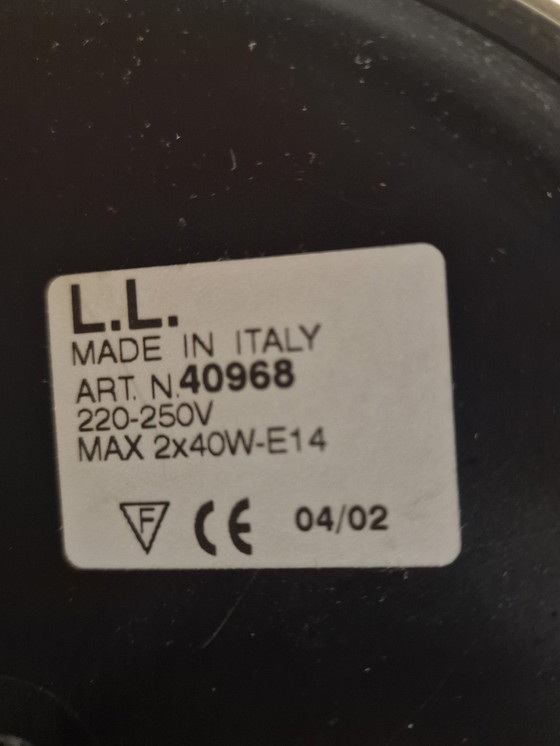 L.L.
MADE IN ITALY
ART. N.40968
220-250V
MAX 2x40W-E14
F CE 04/02